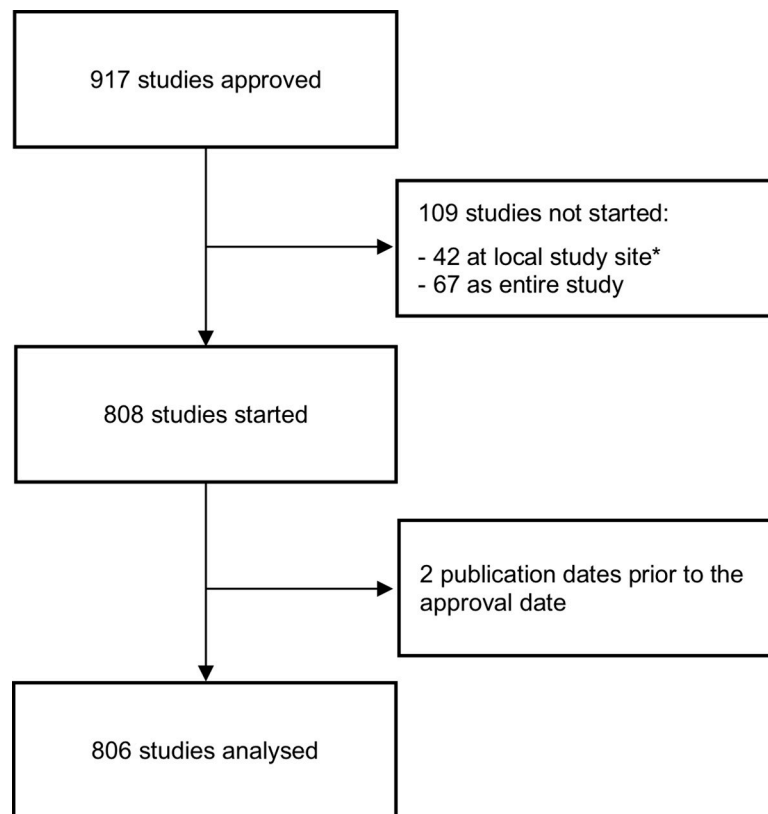 917 studies approved
109 studies not started:
- 42 at local study site*
- 67 as entire study
808 studies started
2 publication dates prior to the
approval date
806 studies analysed